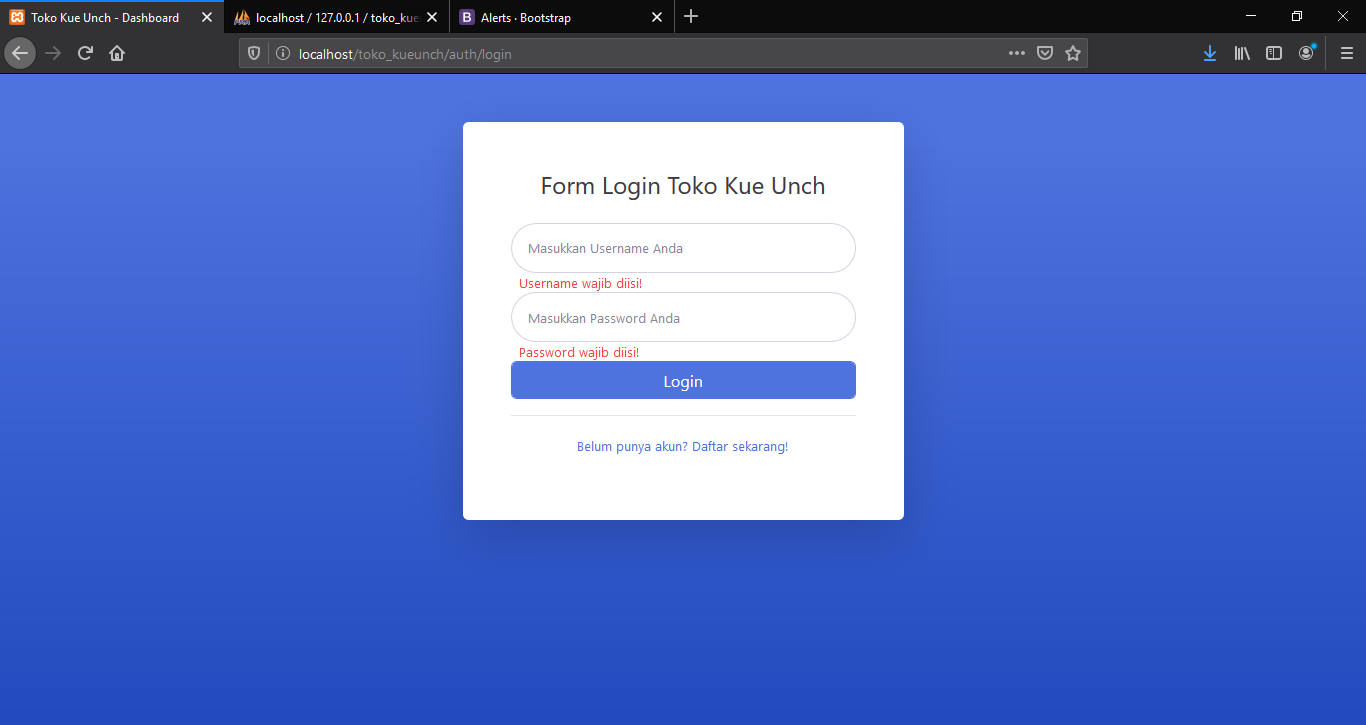 Toko Kue Unch - Dashboard
localhost / 127.0.0.1 / toko_kue
Alerts · Bootstrap
localhost/toko_kueunch/auth/login
Form Login Toko Kue Unch
Masukkan Username Anda
Username wajib diisi!
Masukkan Password Anda
Password wajib diisi!
Login
Belum punya akun? Daftar sekarang!